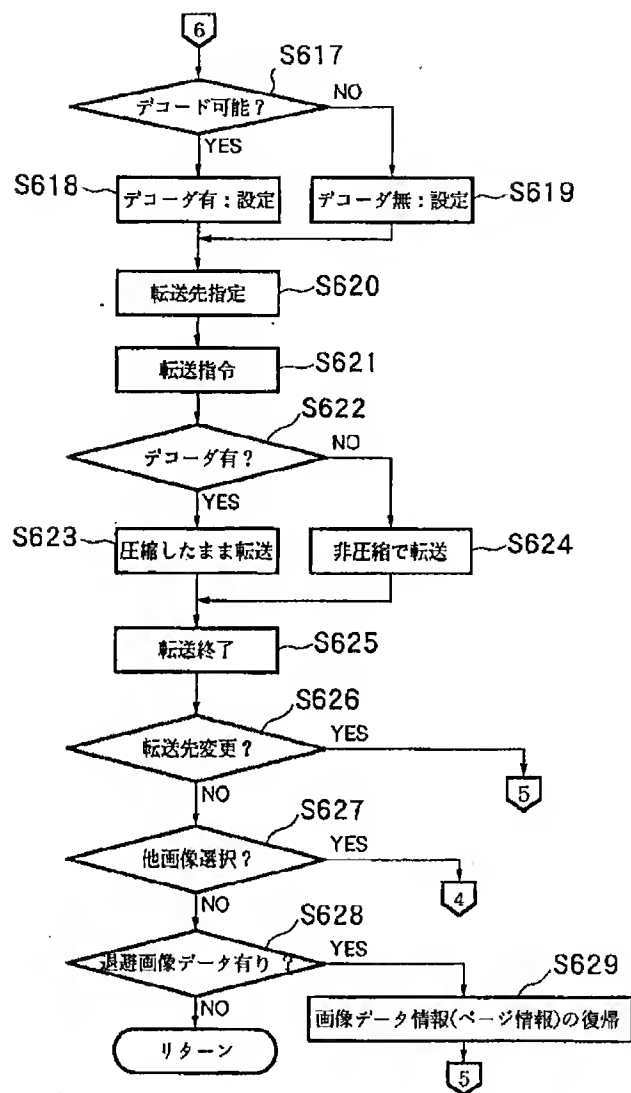 6
S617
デコード可能？
NO
YES
S618
デコーダ有：設定
デコーダ無：設定
S619
転送先指定
S620
転送指令
S621
S622
デコーダ有？
NO
YES
S623
圧縮したまま転送
非圧縮で転送
S624
転送終了
S625
S626
転送先変更？
YES
5
NO
S627
他画像選択？
YES
4
NO
S628
退避画像データ有り？
YES
S629
NO
画像データ情報(ページ情報)の復帰
リターン
5